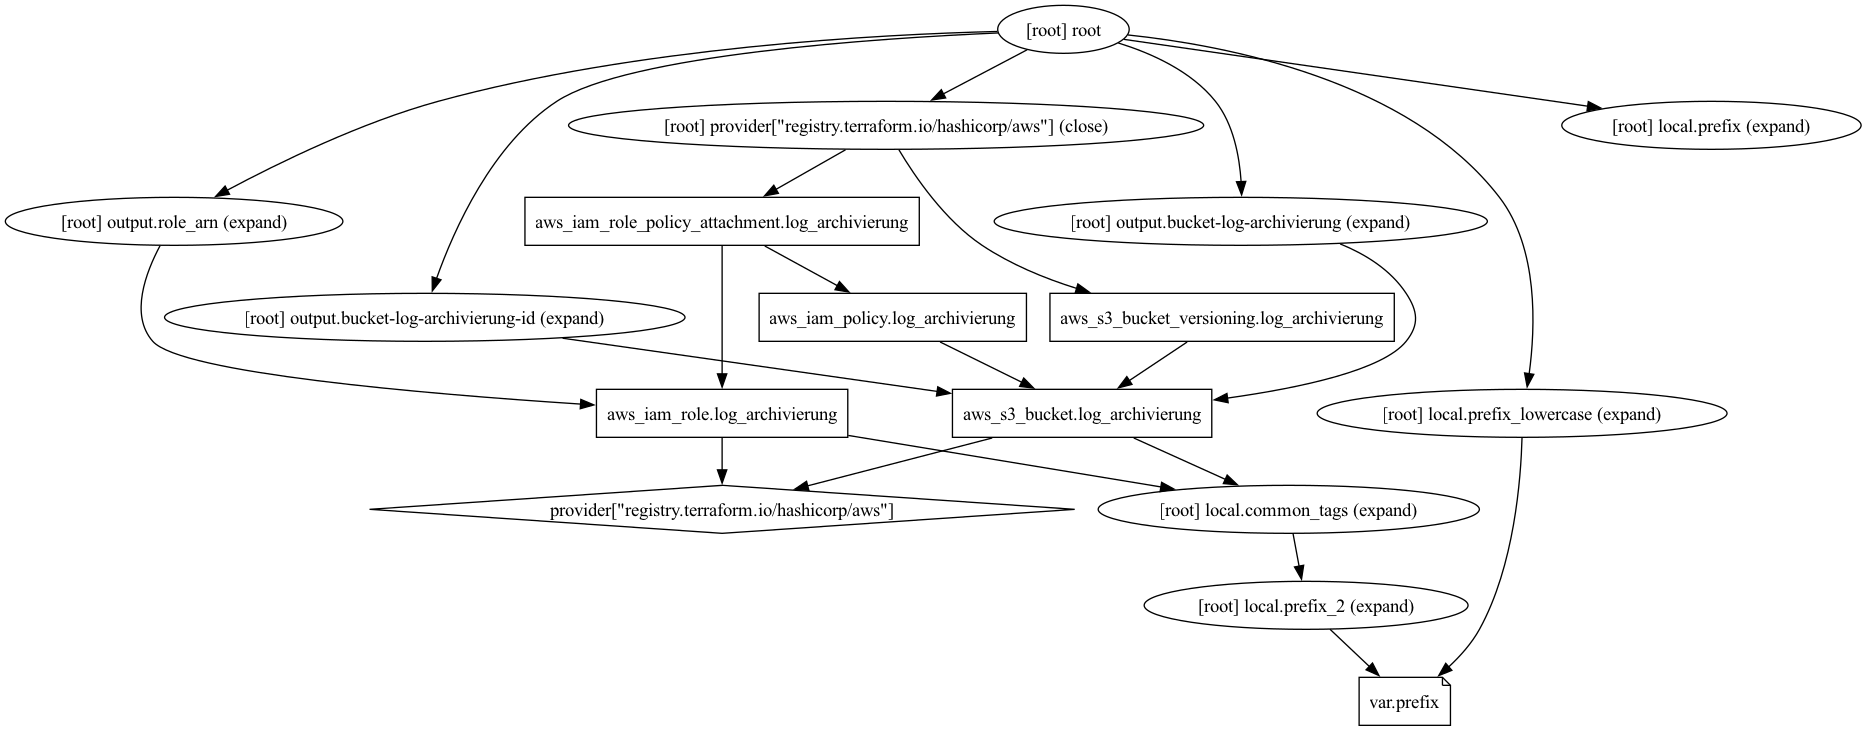 [root] root
[root] provider["registry.terraform.io/hashicorp/aws"] (close)
[root] local.prefix (expand)
[root] output.role_arn (expand)
aws_iam_role_policy_attachment.log_archivierung
[root] output.bucket-log-archivierung (expand)
[root] output.bucket-log-archivierung-id (expand)
aws_iam_policy.log_archivierung
aws_s3_bucket_versioning.log_archivierung
aws_iam_role.log_archivierung
aws_s3_bucket.log_archivierung
[root] local.prefix_lowercase (expand)
provider["registry.terraform.io/hashicorp/aws"]
[root] local.common_tags (expand)
[root] local.prefix_2 (expand)
var.prefix